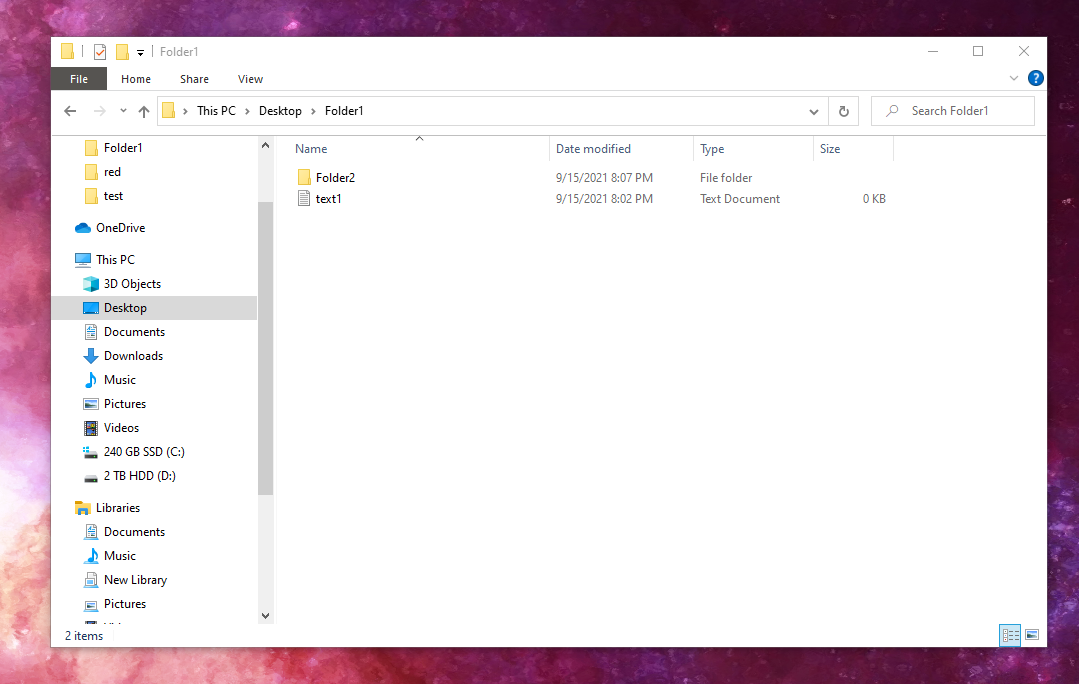 Folder1
File Home Share View ?
This PC Desktop Folder1 Search Folder1
Folder1
red
test
OneDrive
This PC
3D Objects
Desktop
Documents
Downloads
Music
Pictures
Videos
240 GB SSD (C:)
2 TB HDD (D:)
Libraries
Documents
Music
New Library
Pictures
Name Date modified Type Size
Folder2 9/15/2021 8:07 PM File folder
text1 9/15/2021 8:02 PM Text Document 0 KB
2 items